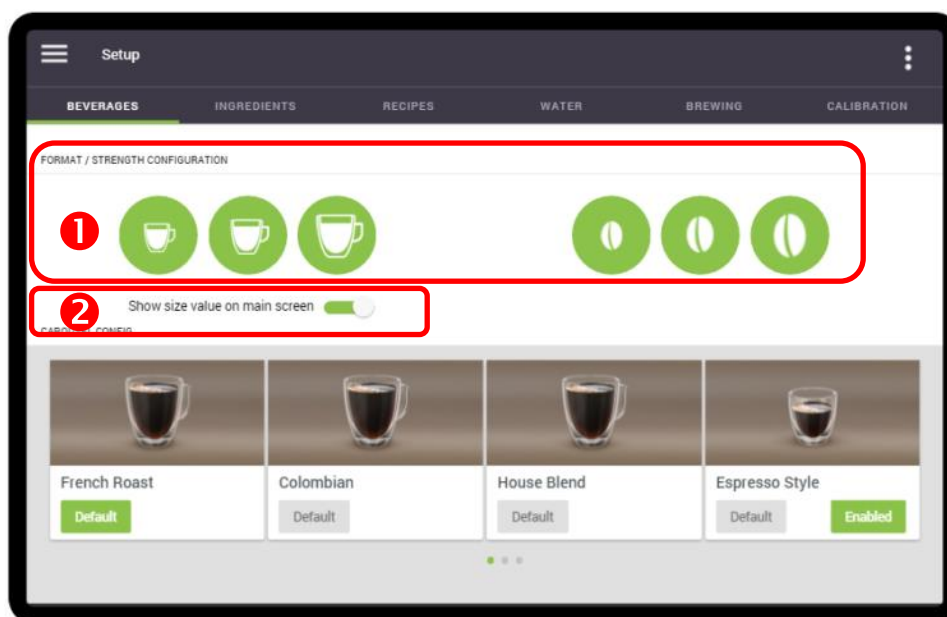 Setup
BEVERAGES INGREDIENTS RECIPES WATER BREWING CALIBRATION
FORMAT / STRENGTH CONFIGURATION
1
2 Show size value on main screen
CONFIG
French Roast Colombian House Blend Espresso Style
Default Default Default Default Enabled